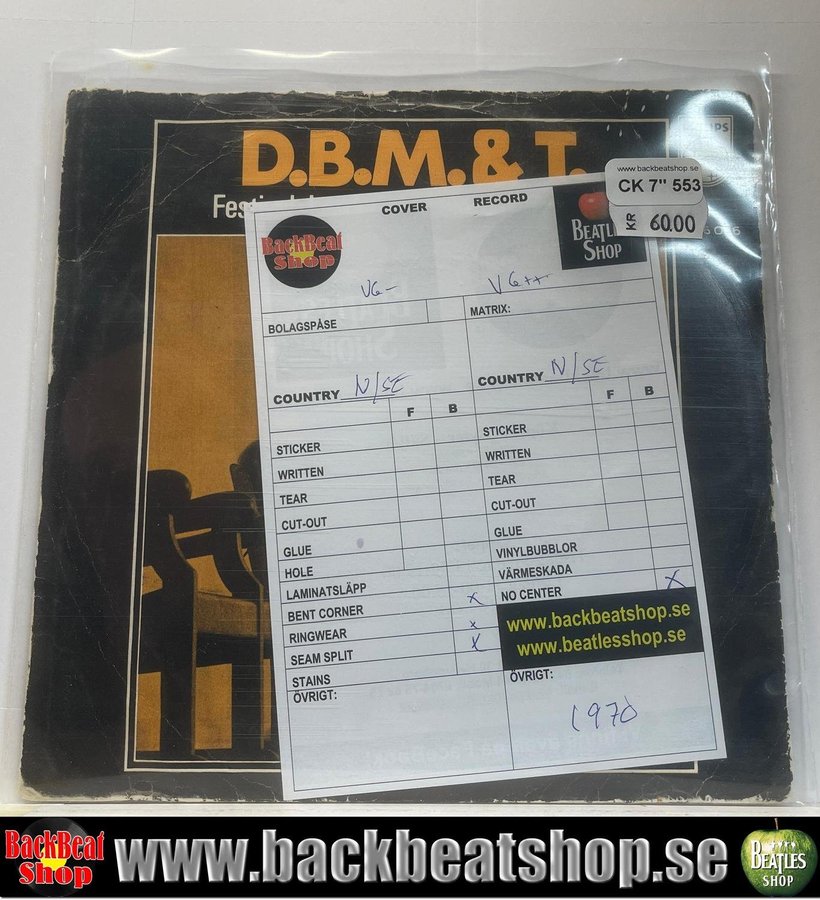 D.B.M. & T.
www.backbeatshop.se
CK 7" 553
KR 60.00
COVER RECORD
BackBeat
Shop
BEATLES
SHOP
VG- VG++
BOLAGSPÅSE MATRIX:
COUNTRY N/SE COUNTRY N/SE
F B F B
STICKER STICKER
WRITTEN WRITTEN
TEAR TEAR
CUT-OUT CUT-OUT
GLUE GLUE
HOLE VINYLBUBBLOR
LAMINATSLÄPP VÄRMESKADA
BENT CORNER X NO CENTER X
RINGWEAR X
SEAM SPLIT X
STAINS
www.backbeatshop.se
www.beatlesshop.se
ÖVRIGT: ÖVRIGT:
1970
BackBeat
Shop
www.backbeatshop.se
BEATLES
SHOP